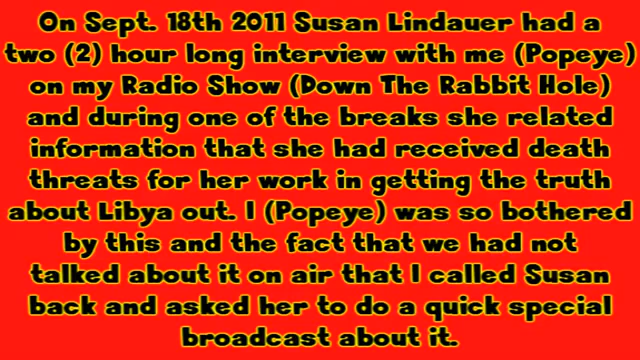 On Sept. 18th 2011 Susan Lindauer had a
two (2) hour long interview with me (Popeye)
on my Radio Show (Down The Rabbit Hole)
and during one of the breaks she related
information that she had received death
threats for her work in getting the truth
about Libya out. I (Popeye) was so bothered
by this and the fact that we had not
talked about it on air that I called Susan
back and asked her to do a quick special
broadcast about it.